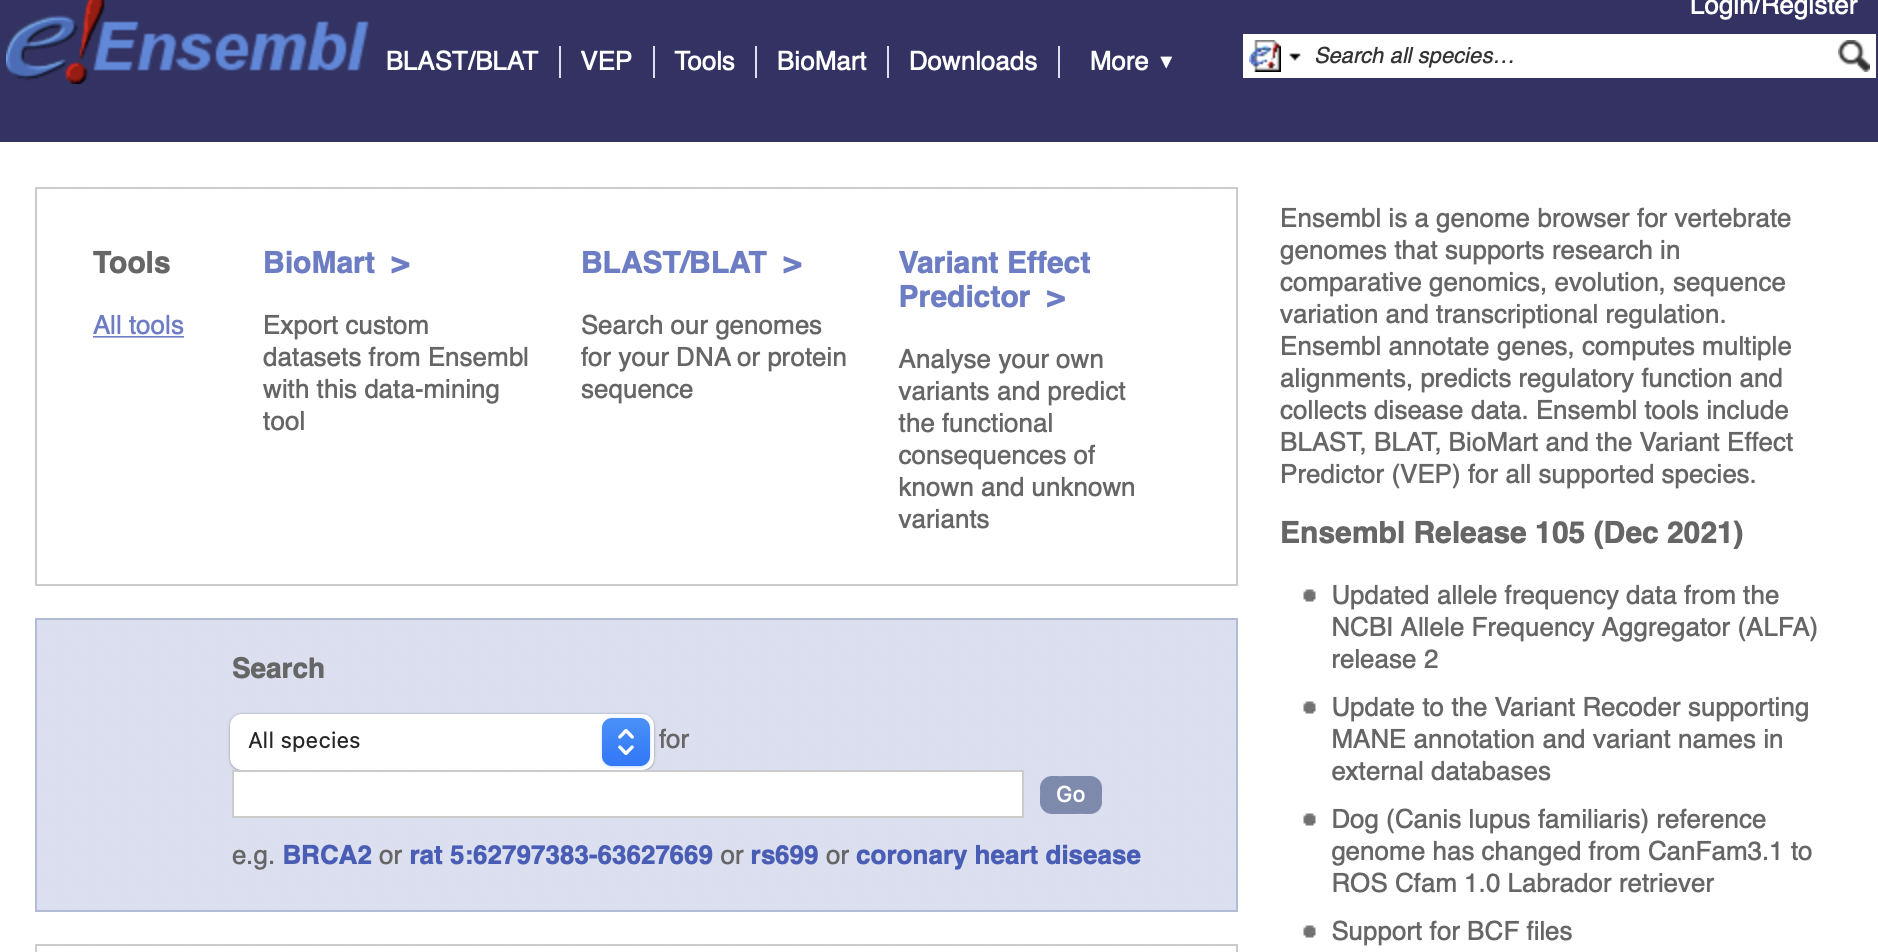 Login/Register
e!Ensembl
BLAST/BLAT | VEP | Tools | BioMart | Downloads | More ▼
Search all species…
Tools
All tools
BioMart >
Export custom
datasets from Ensembl
with this data-mining
tool
BLAST/BLAT >
Search our genomes
for your DNA or protein
sequence
Variant Effect
Predictor >
Analyse your own
variants and predict
the functional
consequences of
known and unknown
variants
Search
All species
for
Go
e.g. BRCA2 or rat 5:62797383-63627669 or rs699 or coronary heart disease
Ensembl is a genome browser for vertebrate
genomes that supports research in
comparative genomics, evolution, sequence
variation and transcriptional regulation.
Ensembl annotate genes, computes multiple
alignments, predicts regulatory function and
collects disease data. Ensembl tools include
BLAST, BLAT, BioMart and the Variant Effect
Predictor (VEP) for all supported species.
Ensembl Release 105 (Dec 2021)
Updated allele frequency data from the
NCBI Allele Frequency Aggregator (ALFA)
release 2
Update to the Variant Recoder supporting
MANE annotation and variant names in
external databases
Dog (Canis lupus familiaris) reference
genome has changed from CanFam3.1 to
ROS Cfam 1.0 Labrador retriever
Support for BCF files